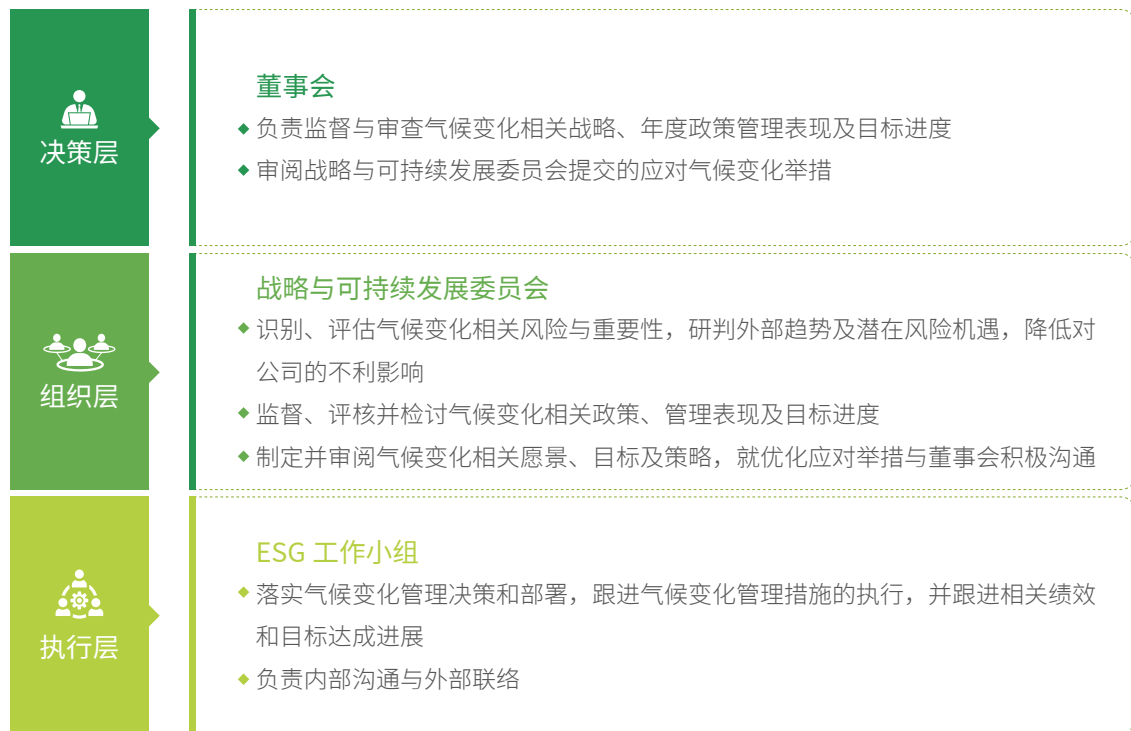 决策层
董事会
负责监督与审查气候变化相关战略、年度政策管理表现及目标进度
审阅战略与可持续发展委员会提交的应对气候变化举措
组织层
战略与可持续发展委员会
识别、评估气候变化相关风险与重要性，研判外部趋势及潜在风险机遇，降低对
公司的不利影响
监督、评核并检讨气候变化相关政策、管理表现及目标进度
制定并审阅气候变化相关愿景、目标及策略，就优化应对举措与董事会积极沟通
执行层
ESG 工作小组
落实气候变化管理决策和部署，跟进气候变化管理措施的执行，并跟进相关绩效
和目标达成进展
负责内部沟通与外部联络